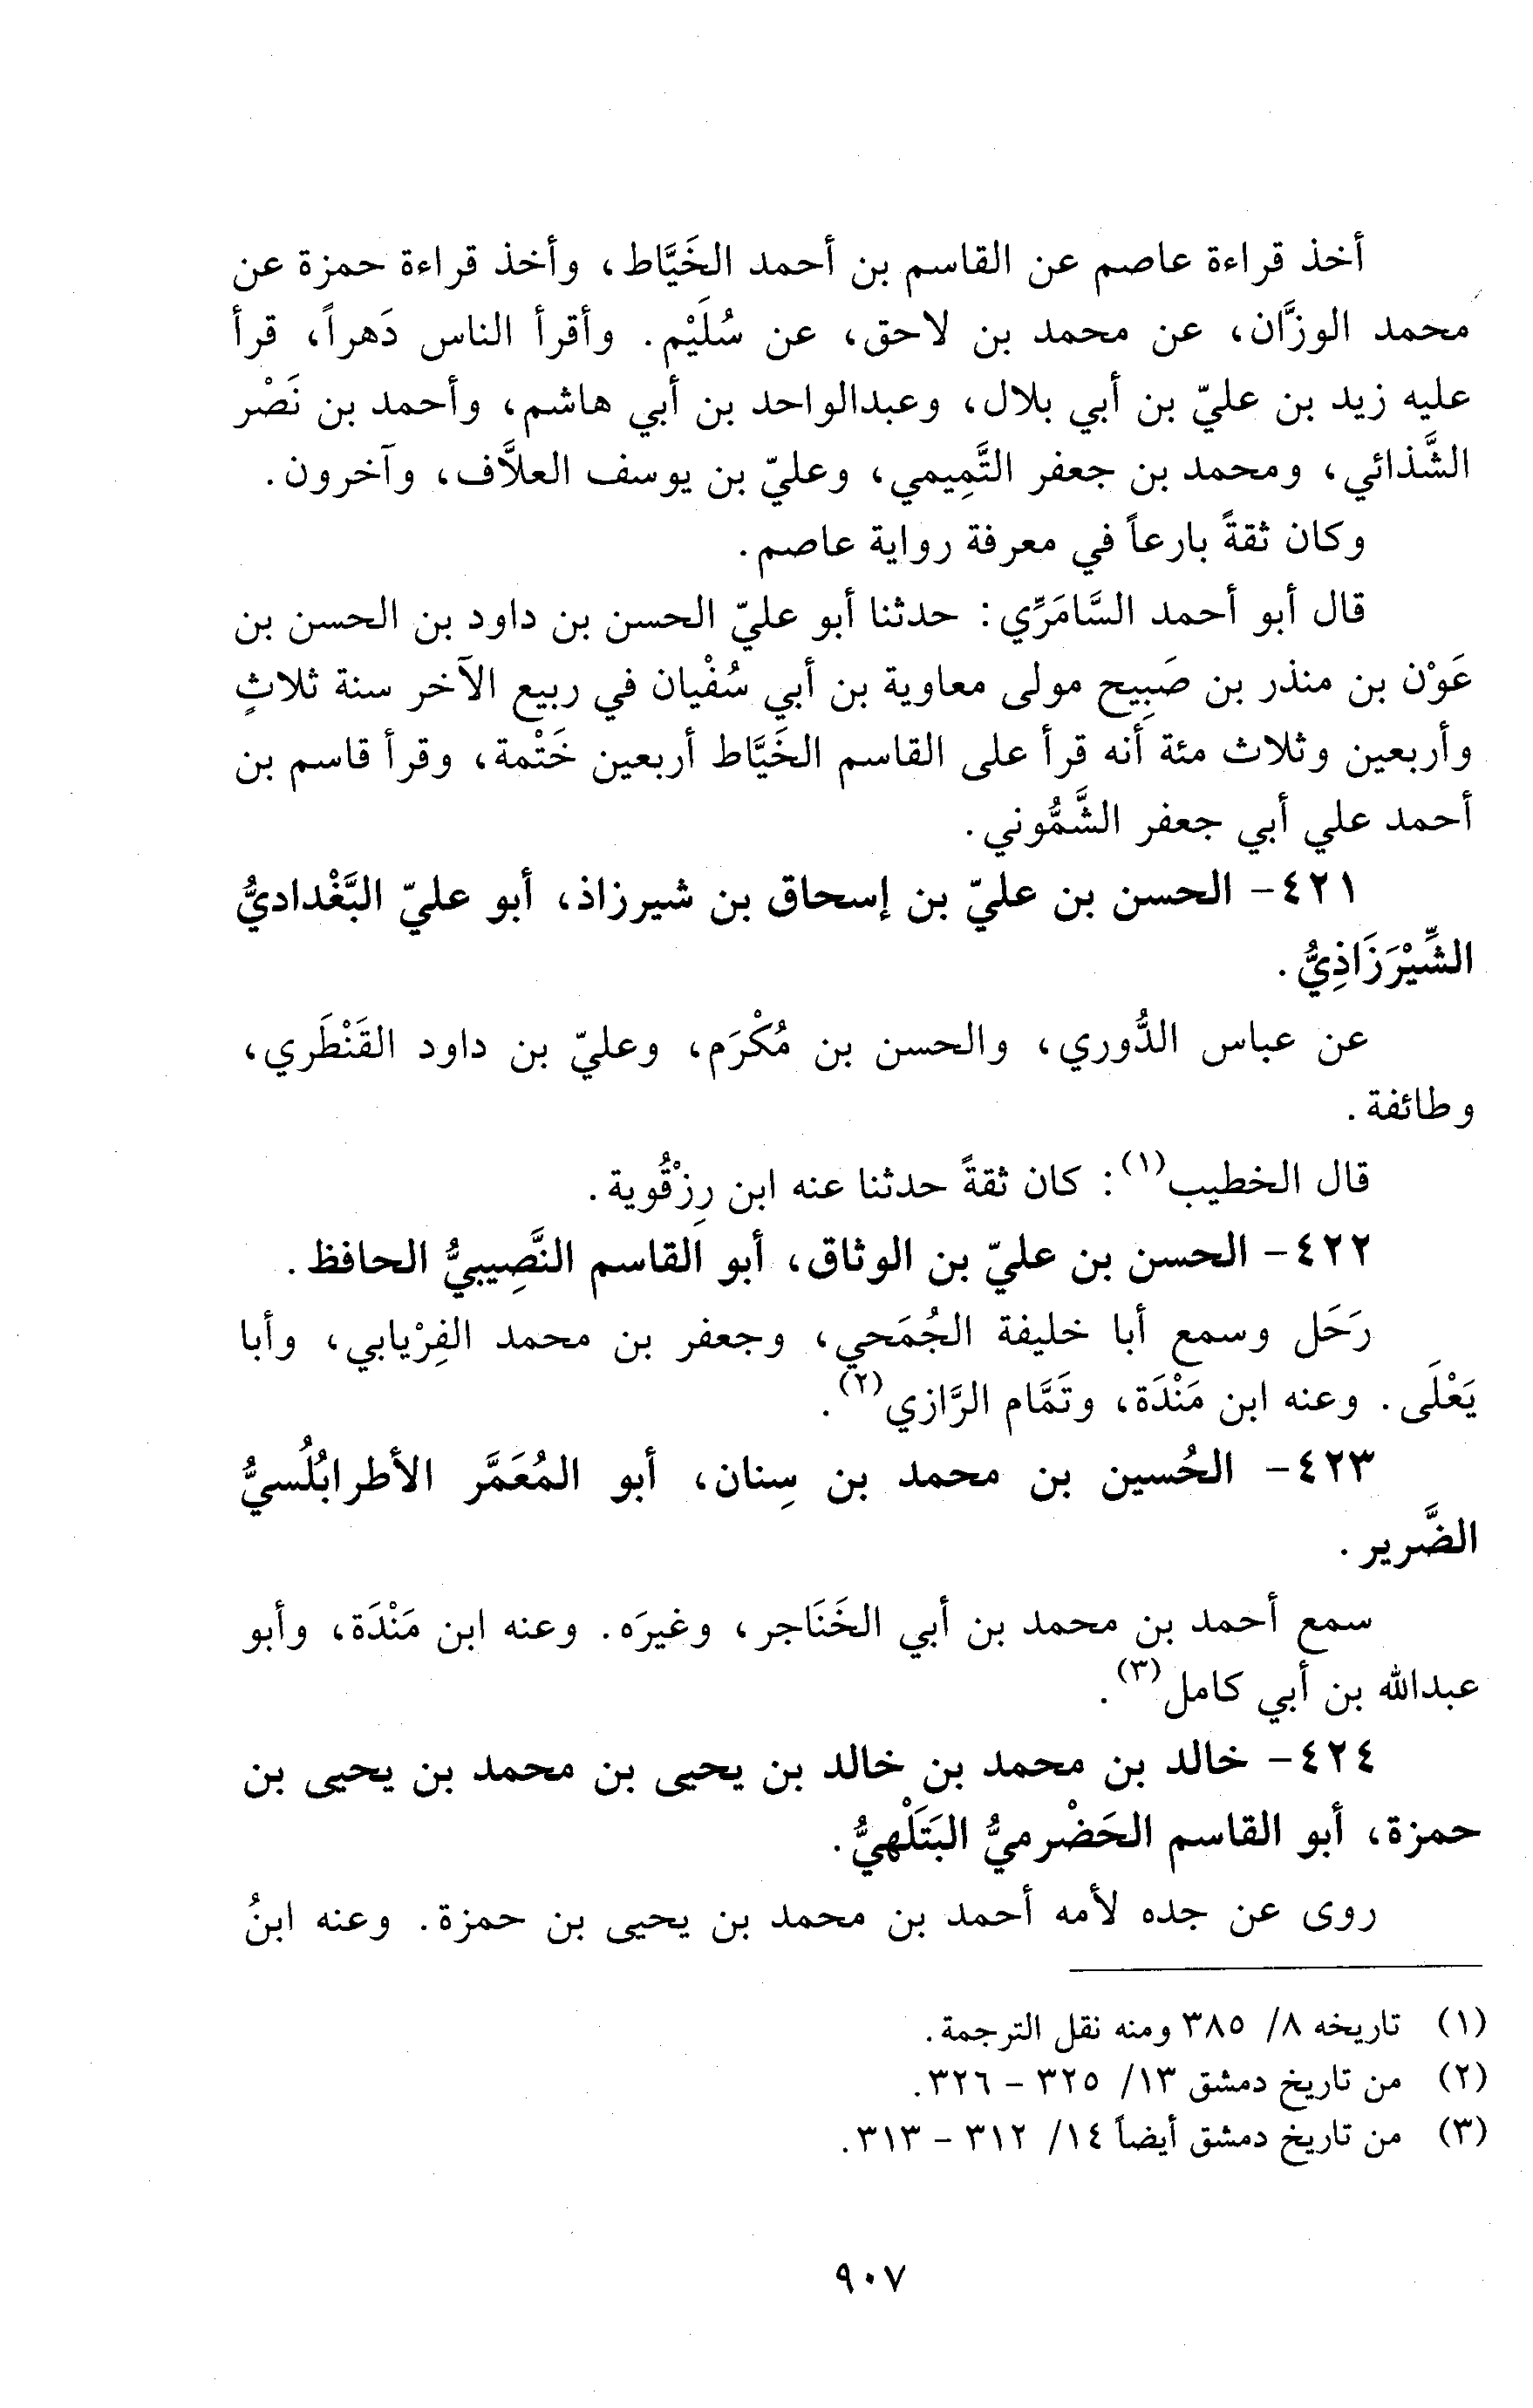 أخذ قراءة عاصم عن القاسم بن أحمد الخَيَّاط، وأخذ قراءة حمزة عن
محمد الوزَّان، عن محمد بن لاحق، عن سُلَيْم. وأقرأ الناس دَهراً، قرأ
عليه زيد بن عليّ بن أبي بلال، وعبدالواحد بن أبي هاشم، وأحمد بن نَصْر
الشَّذائي، ومحمد بن جعفر التَّمِيمي، وعليّ بن يوسف العلاَّف، وآخرون.
وكان ثقةً بارعاً في معرفة رواية عاصم.
قال أبو أحمد السَّامَرِّي: حدثنا أبو عليّ الحسن بن داود بن الحسن بن
عَوْن بن منذر بن صَبِيح مولى معاوية بن أبي سُفْيان في ربيع الآخر سنة ثلاثٍ
وأربعين وثلاث مئة أنه قرأ على القاسم الخَيَّاط أربعين خَتْمة، وقرأ قاسم بن
أحمد علي أبي جعفر الشَّمُّوني.
٤٢١- الحسن بن عليّ بن إسحاق بن شيرزاذ، أبو عليّ البَّغْداديُّ
الشِّيْرَزَاذِيُّ.
عن عباس الدُّوري، والحسن بن مُكْرَم، وعليّ بن داود القَنْطَري،
وطائفة.
قال الخطيب(١): كان ثقةً حدثنا عنه ابن رِزْقُوية.
٤٢٢- الحسن بن عليّ بن الوثاق، أبو القاسم النَّصِيبيُّ الحافظ.
رَحَل وسمع أبا خليفة الجُمَحي، وجعفر بن محمد الفِرْيابي، وأبا
يَعْلَى. وعنه ابن مَنْدَة، وتَمَّام الرَّازي(٢).
٤٢٣- الحُسين بن محمد بن سِنان، أبو المُعَمَّر الأطرابُلُسيُّ
الضَّرير.
سمع أحمد بن محمد بن أبي الخَنَاجر، وغيرَه. وعنه ابن مَنْدَة، وأبو
عبدالله بن أبي كامل(٣).
٤٢٤- خالد بن محمد بن خالد بن يحيى بن محمد بن يحيى بن
حمزة، أبو القاسم الحَضْرميُّ البَتَلْهيُّ.
روى عن جده لأمه أحمد بن محمد بن يحيى بن حمزة. وعنه ابنُ
(١) تاريخه ٨/ ٣٨٥ ومنه نقل الترجمة.
(٢) من تاريخ دمشق ١٣/ ٣٢٥ - ٣٢٦.
(٣) من تاريخ دمشق أيضاً ١٤/ ٣١٢ - ٣١٣.
٩٠٧